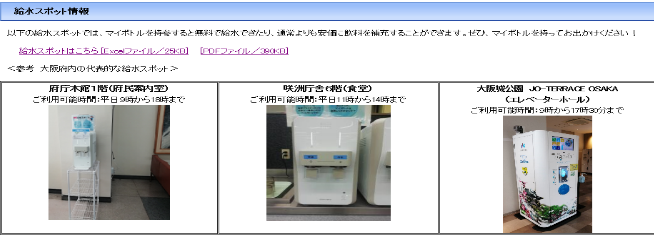 給水スポット情報
以下の給水スポットでは、マイボトルを持参すると無料で給水できたり、通常よりも安価に飲料を補充することができます。ぜひ、マイボトルを持ってお出かけください！
給水スポットはこちら [Excelファイル／25KB]　[PDFファイル／390KB]
＜参考　大阪府内の代表的な給水スポット＞
府庁本館1階（府民案内室）
ご利用可能時間：平日9時から18時まで
咲洲庁舎6階（食堂）
ご利用可能時間：平日11時から14時まで
大阪城公園　JO-TERRACE OSAKA
（エレベーターホール）
ご利用可能時間：9時から17時30分まで